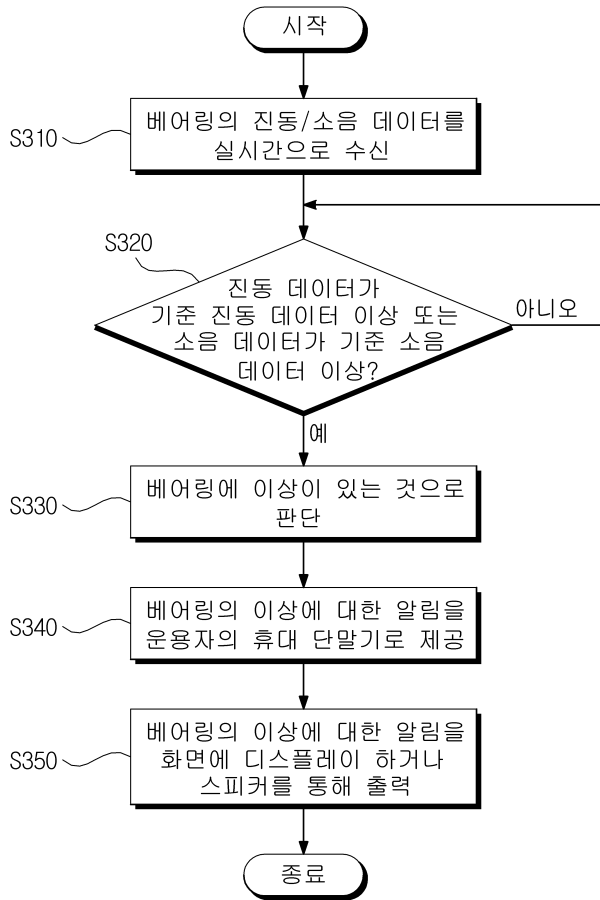 시작
S310
베어링의 진동/소음 데이터를
실시간으로 수신
S320
진동 데이터가
기준 진동 데이터 이상 또는
소음 데이터가 기준 소음
데이터 이상?
아니오
예
S330
베어링에 이상이 있는 것으로
판단
S340
베어링의 이상에 대한 알림을
운용자의 휴대 단말기로 제공
S350
베어링의 이상에 대한 알림을
화면에 디스플레이 하거나
스피커를 통해 출력
종료